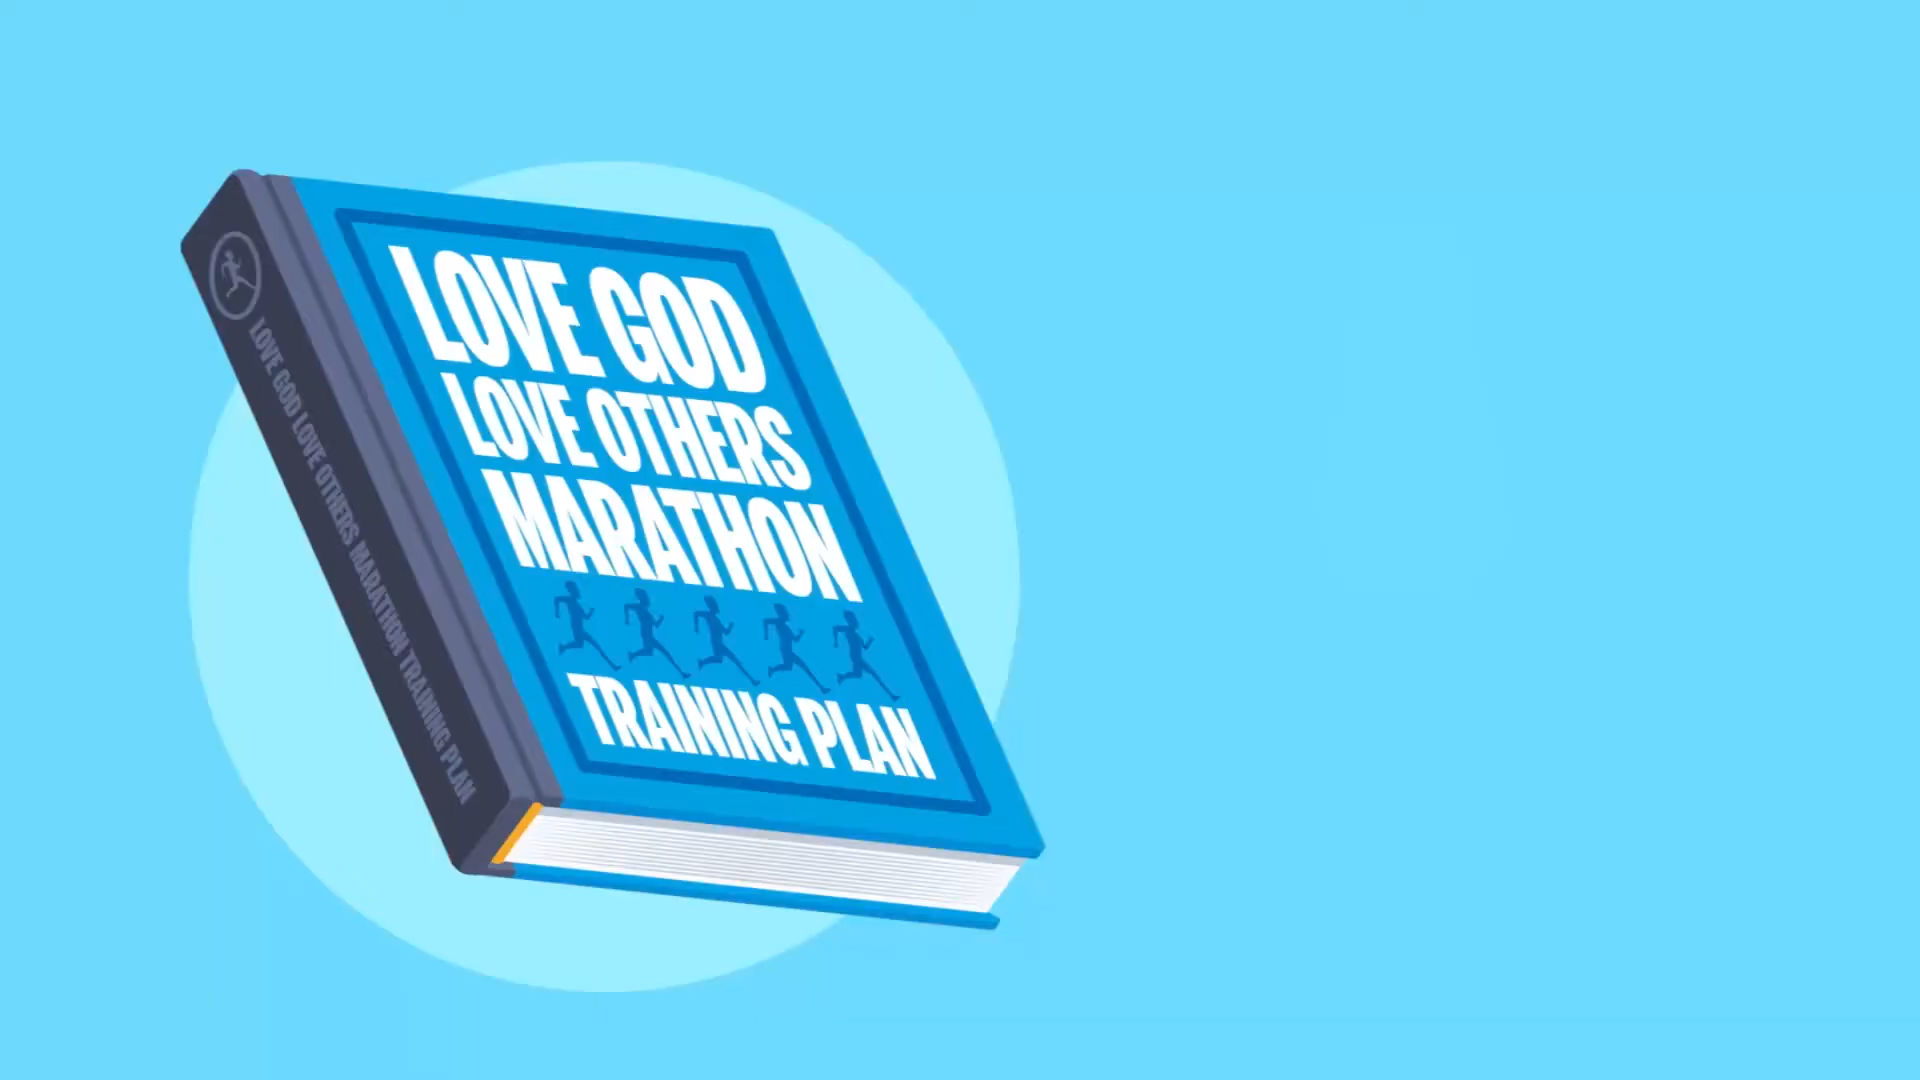 LOVE GOD
LOVE OTHERS
MARATHON
TRAINING PLAN
LOVE GOD LOVE OTHERS MARATHON TRAINING PLAN